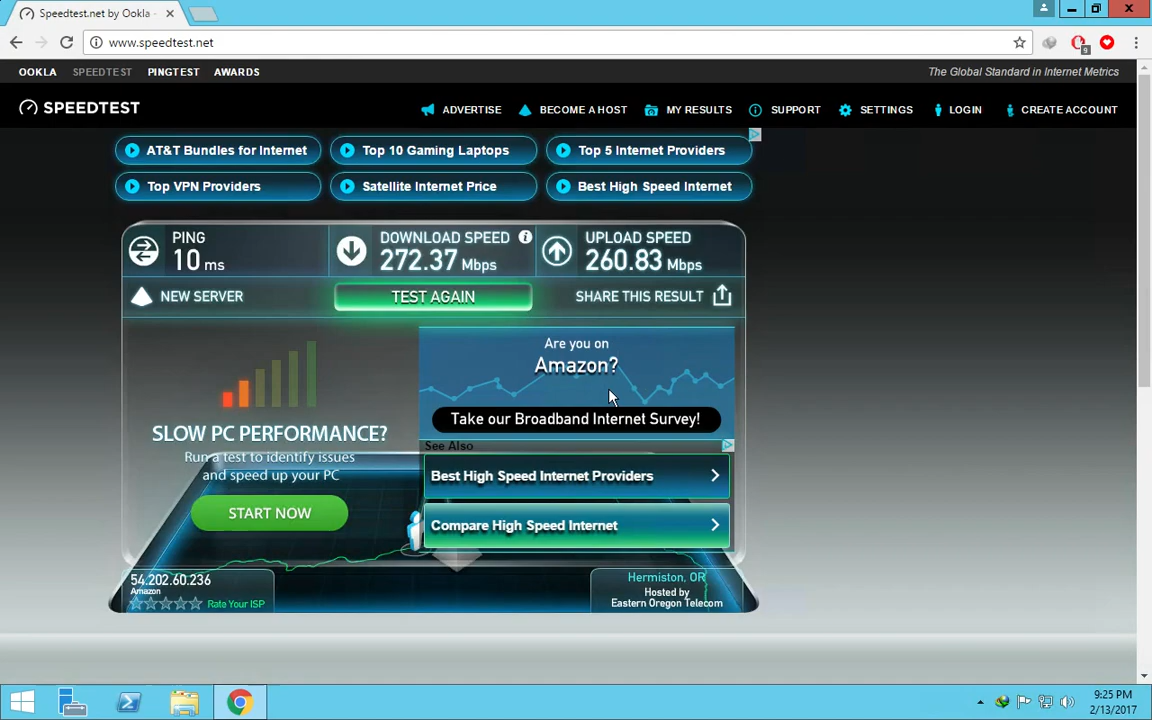 Speedtest.net by Ookla -
www.speedtest.net
9
OOKLA SPEEDTEST PINGTEST AWARDS
The Global Standard in Internet Metrics
SPEEDTEST
ADVERTISE BECOME A HOST MY RESULTS SUPPORT SETTINGS LOGIN CREATE ACCOUNT
AT&T Bundles for Internet Top 10 Gaming Laptops Top 5 Internet Providers
Top VPN Providers Satellite Internet Price Best High Speed Internet
PING DOWNLOAD SPEED UPLOAD SPEED
10 ms 272.37 Mbps 260.83 Mbps
NEW SERVER TEST AGAIN SHARE THIS RESULT
Are you on
Amazon?
Take our Broadband Internet Survey!
SLOW PC PERFORMANCE?
Run a test to identify issues
and speed up your PC
START NOW
See Also
Best High Speed Internet Providers
Compare High Speed Internet
54.202.60.236
Amazon
Rate Your ISP
Hermiston, OR
Hosted by
Eastern Oregon Telecom
9:25 PM
2/13/2017